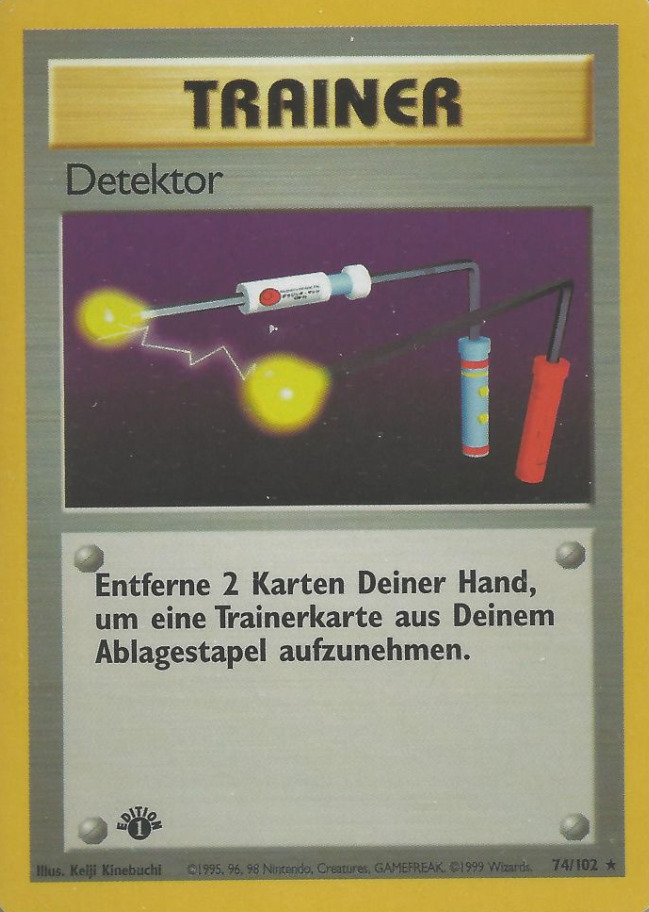 TRAINER
Detektor
Entferne 2 Karten Deiner Hand,
um eine Trainerkarte aus Deinem
Ablagestapel aufzunehmen.
EDITION
1
Illus. Keiji Kinebuchi ©1995, 96, 98 Nintendo, Creatures, GAMEFREAK. ©1999 Wizards. 74/102 ★